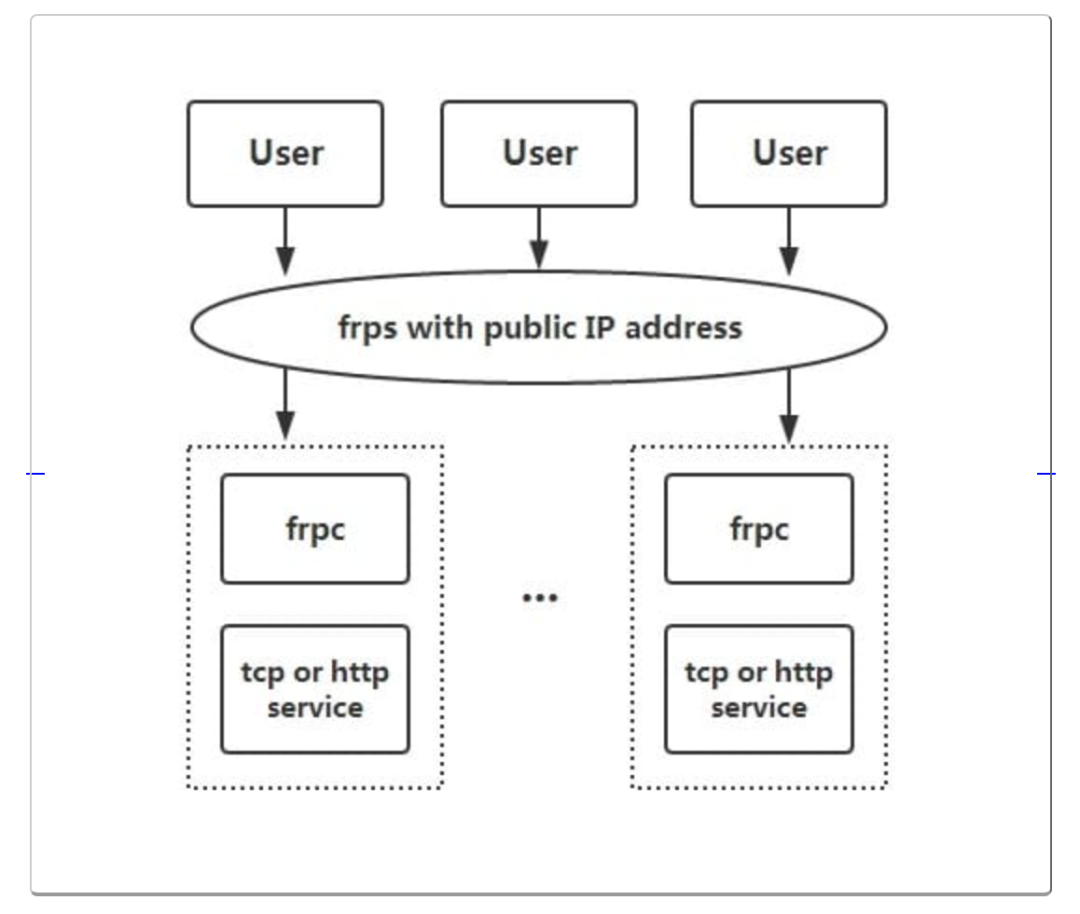 User
User
User
frps with public IP address
frpc
frpc
...
tcp or http
service
tcp or http
service